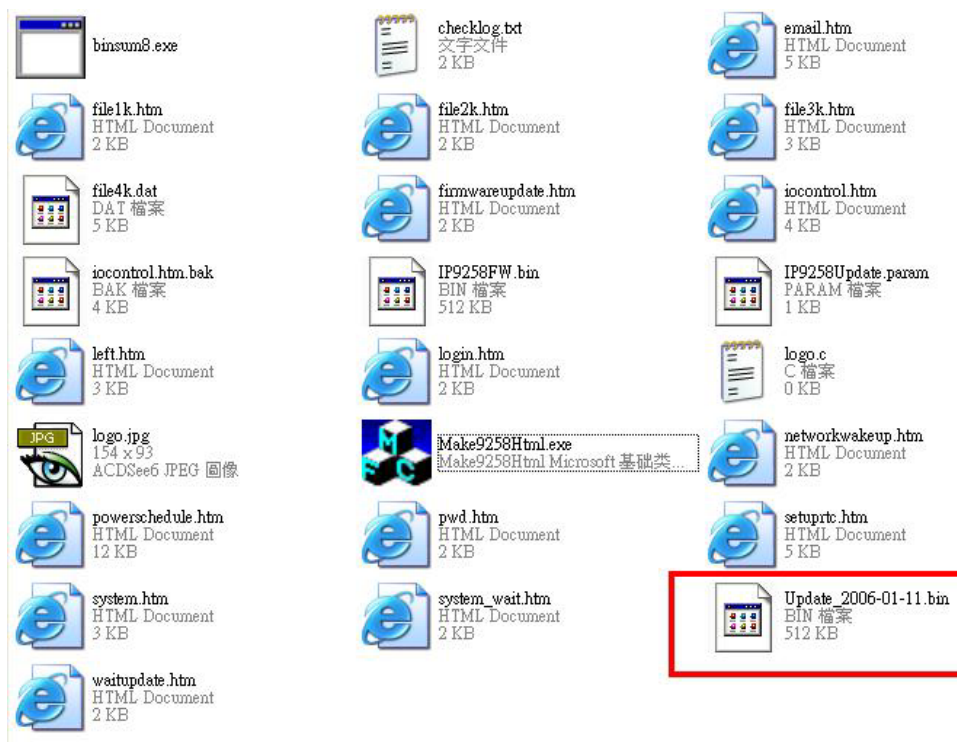 binsum8.exe
checklog.txt
文字文件
2 KB
email.htm
HTML Document
5 KB
file1k.htm
HTML Document
2 KB
file2k.htm
HTML Document
2 KB
file3k.htm
HTML Document
3 KB
file4k.dat
DAT 檔案
5 KB
firmwareupdate.htm
HTML Document
2 KB
iocontrol.htm
HTML Document
4 KB
iocontrol.htm.bak
BAK 檔案
4 KB
IP9258FW.bin
BIN 檔案
512 KB
IP9258Update.param
PARAM 檔案
1 KB
left.htm
HTML Document
3 KB
login.htm
HTML Document
2 KB
logo.c
C 檔案
0 KB
JPG
logo.jpg
154 x 93
ACDSee6 JPEG 圖像
M
F
C
Make9258Html.exe
Make9258Html Microsoft 基础类...
networkwakeup.htm
HTML Document
2 KB
powerschedule.htm
HTML Document
12 KB
pwd.htm
HTML Document
2 KB
setuprtc.htm
HTML Document
5 KB
system.htm
HTML Document
3 KB
system_wait.htm
HTML Document
2 KB
Update_2006-01-11.bin
BIN 檔案
512 KB
waitupdate.htm
HTML Document
2 KB